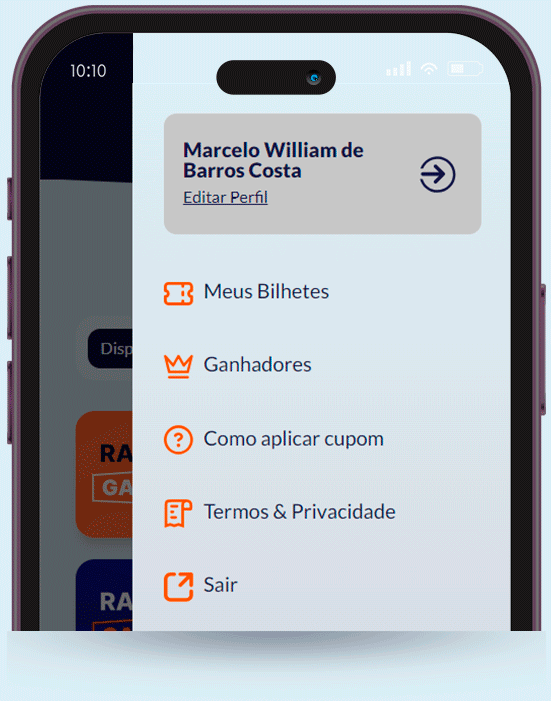 10:10
Marcelo William de
Barros Costa
Editar Perfil
Meus Bilhetes
Disp
Ganhadores
RA
GA
Como aplicar cupom
Termos & Privacidade
Sair
RA